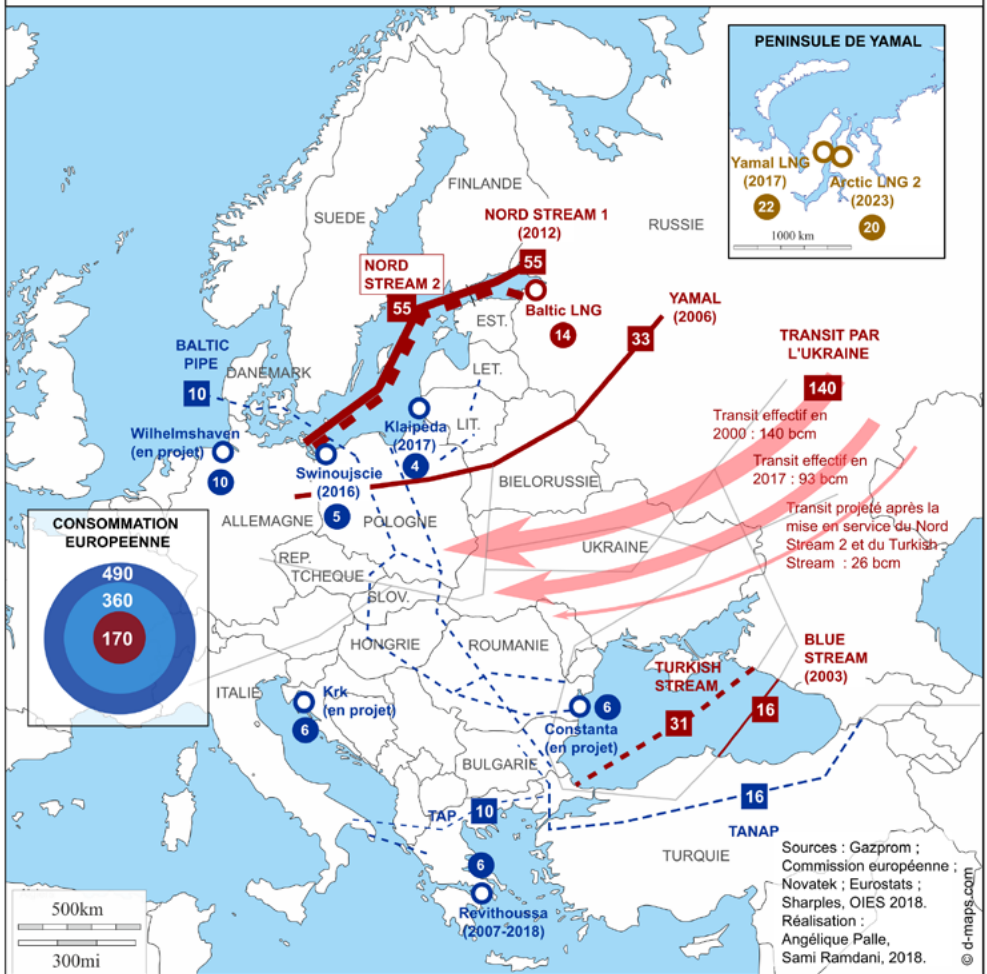 PENINSULE DE YAMAL
Yamal LNG
(2017)
22
Arctic LNG 2
(2023)
20
1000 km
FINLANDE
SUEDE
NORD STREAM 1
(2012)
RUSSIE
55
NORD
STREAM 2
55
Baltic LNG
14
EST.
YAMAL
(2006)
33
TRANSIT PAR
L'UKRAINE
140
BALTIC
PIPE
10
DANEMARK
LET.
LIT.
Klaipeda
(2017)
4
Wilhelmshaven
(en projet)
10
Swinoujscie
(2016)
5
Transit effectif en
2000 : 140 bcm
Transit effectif en
2017 : 93 bcm
Transit projeté après la
mise en service du Nord
Stream 2 et du Turkish
Stream : 26 bcm
BIELORUSSIE
ALLEMAGNE
POLOGNE
UKRAINE
CONSOMMATION
EUROPEENNE
490
360
170
REP.
TCHEQUE
SLOV.
HONGRIE
ROUMANIE
ITALIE
Krk
(en projet)
6
6
Constanta
(en projet)
TURKISH
STREAM
31
BLUE
STREAM
(2003)
16
BULGARIE
TAP
10
16
TANAP
6
Revithoussa
(2007-2018)
TURQUIE
500km
300mi
Sources : Gazprom ;
Commission européenne ;
Novatek ; Eurostats ;
Sharples, OIES 2018.
Réalisation :
Angélique Palle,
Sami Ramdani, 2018.
© d-maps.com